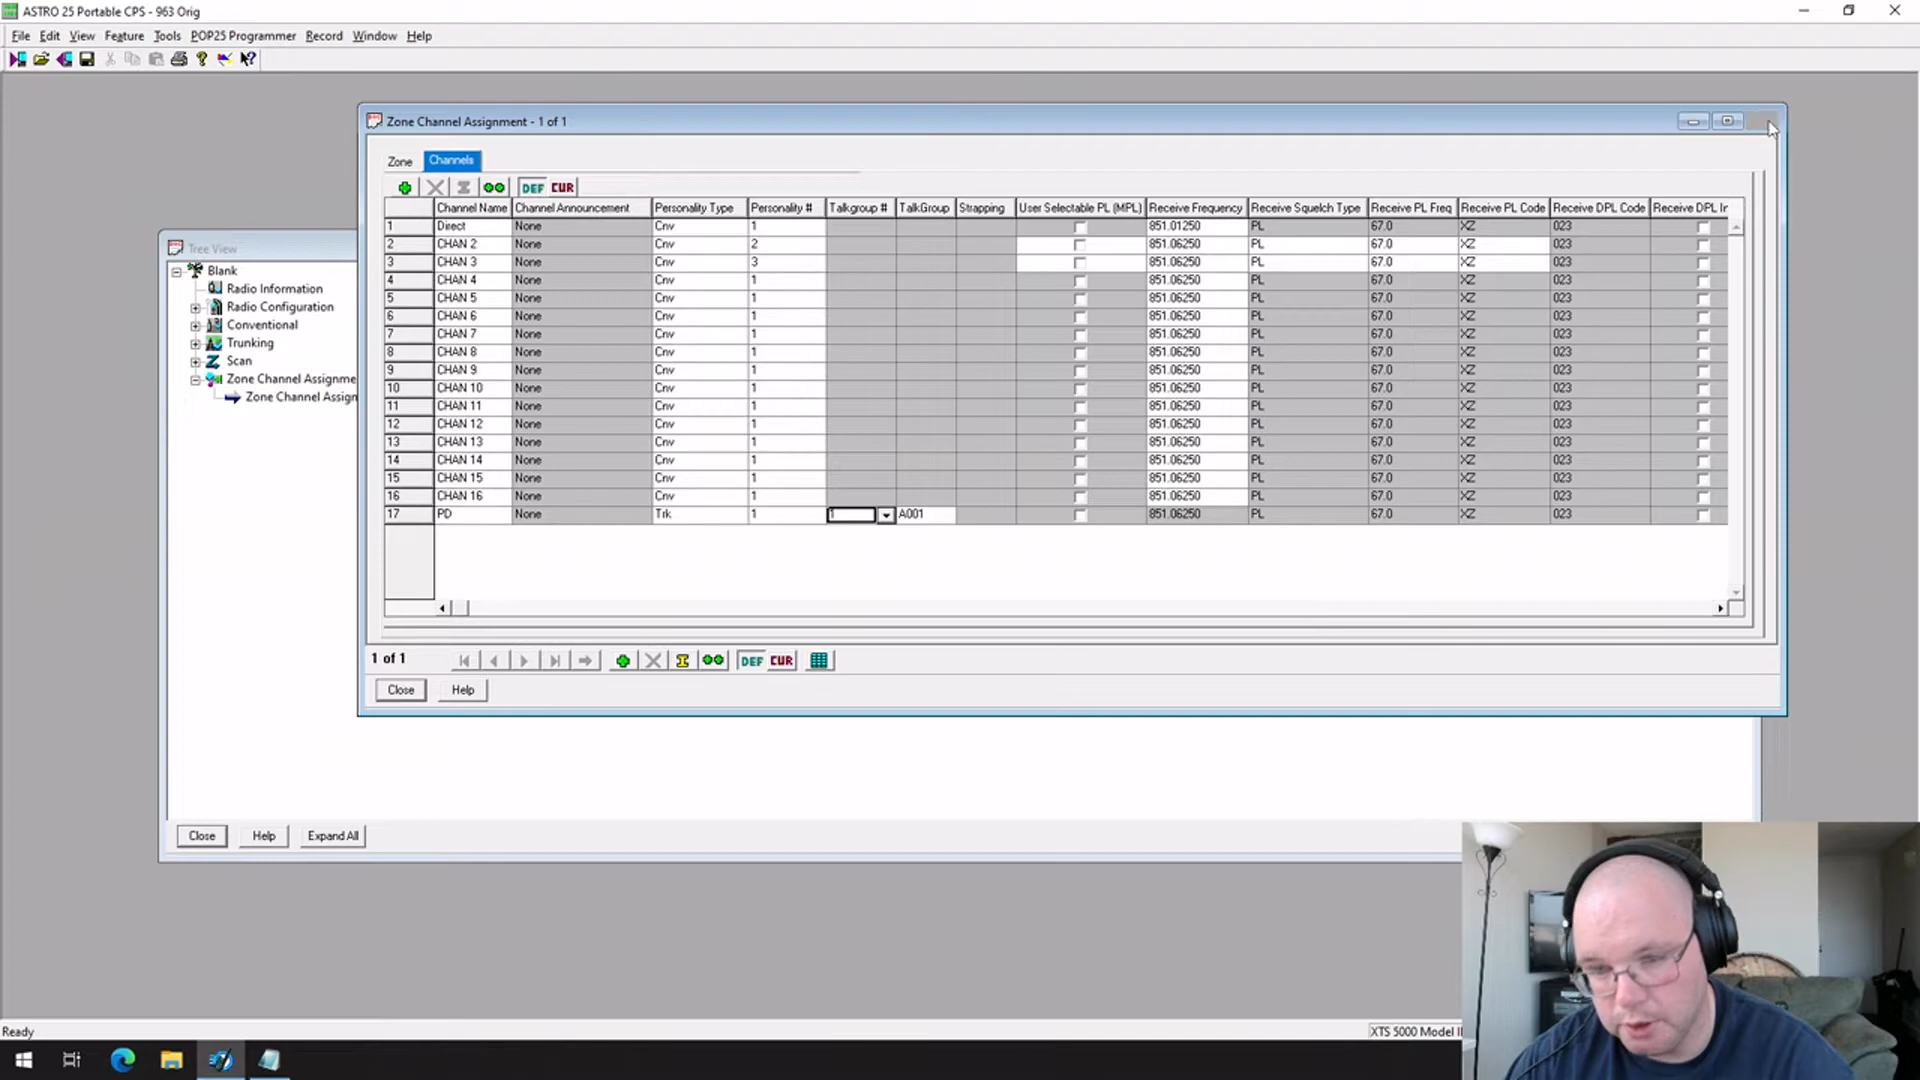 ASTRO 25 Portable CPS - 963 Orig
File Edit View Feature Tools POP25 Programmer Record Window Help
Zone Channel Assignment - 1 of 1
Zone Channels
DEF CUR
Channel Name Channel Announcement Personality Type Personality # Talkgroup # TalkGroup Strapping User Selectable PL (MPL) Receive Frequency Receive Squelch Type Receive PL Freq Receive PL Code Receive DPL Code Receive DPL In
1 Direct None Cnv 1 851.01250 PL 67.0 XZ 023
2 CHAN 2 None Cnv 2 851.06250 PL 67.0 XZ 023
3 CHAN 3 None Cnv 3 851.06250 PL 67.0 XZ 023
4 CHAN 4 None Cnv 1 851.06250 PL 67.0 XZ 023
5 CHAN 5 None Cnv 1 851.06250 PL 67.0 XZ 023
6 CHAN 6 None Cnv 1 851.06250 PL 67.0 XZ 023
7 CHAN 7 None Cnv 1 851.06250 PL 67.0 XZ 023
8 CHAN 8 None Cnv 1 851.06250 PL 67.0 XZ 023
9 CHAN 9 None Cnv 1 851.06250 PL 67.0 XZ 023
10 CHAN 10 None Cnv 1 851.06250 PL 67.0 XZ 023
11 CHAN 11 None Cnv 1 851.06250 PL 67.0 XZ 023
12 CHAN 12 None Cnv 1 851.06250 PL 67.0 XZ 023
13 CHAN 13 None Cnv 1 851.06250 PL 67.0 XZ 023
14 CHAN 14 None Cnv 1 851.06250 PL 67.0 XZ 023
15 CHAN 15 None Cnv 1 851.06250 PL 67.0 XZ 023
16 CHAN 16 None Cnv 1 851.06250 PL 67.0 XZ 023
17 PD None Trk 1 1 A001 851.06250 PL 67.0 XZ 023
1 of 1 DEF CUR
Close Help
Tree View
Blank
Radio Information
Radio Configuration
Conventional
Trunking
Scan
Zone Channel Assignme
Zone Channel Assign
Close Help Expand All
Ready XTS 5000 Model II